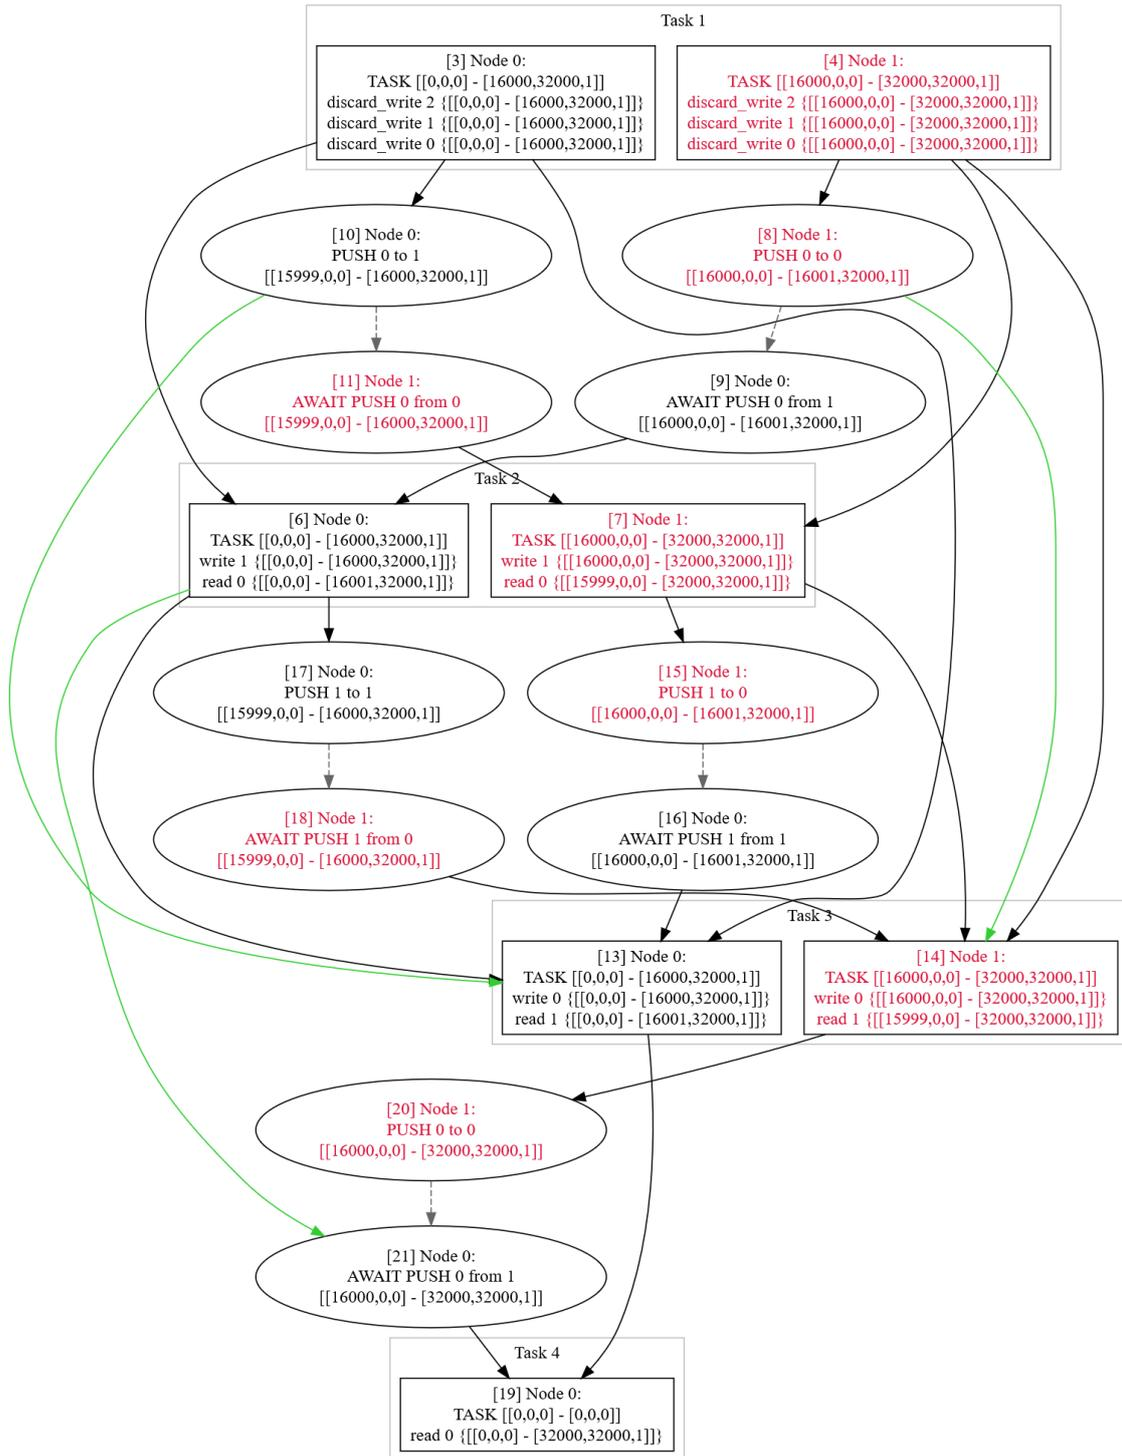 Task 1
[3] Node 0:
TASK [[0,0,0] - [16000,32000,1]]
discard_write 2 {[[0,0,0] - [16000,32000,1]]}
discard_write 1 {[[0,0,0] - [16000,32000,1]]}
discard_write 0 {[[0,0,0] - [16000,32000,1]]}
[4] Node 1:
TASK [[16000,0,0] - [32000,32000,1]]
discard_write 2 {[[16000,0,0] - [32000,32000,1]]}
discard_write 1 {[[16000,0,0] - [32000,32000,1]]}
discard_write 0 {[[16000,0,0] - [32000,32000,1]]}
[10] Node 0:
PUSH 0 to 1
[[15999,0,0] - [16000,32000,1]]
[8] Node 1:
PUSH 0 to 0
[[16000,0,0] - [16001,32000,1]]
[11] Node 1:
AWAIT PUSH 0 from 0
[[15999,0,0] - [16000,32000,1]]
[9] Node 0:
AWAIT PUSH 0 from 1
[[16000,0,0] - [16001,32000,1]]
Task 2
[6] Node 0:
TASK [[0,0,0] - [16000,32000,1]]
write 1 {[[0,0,0] - [16000,32000,1]]}
read 0 {[[0,0,0] - [16001,32000,1]]}
[7] Node 1:
TASK [[16000,0,0] - [32000,32000,1]]
write 1 {[[16000,0,0] - [32000,32000,1]]}
read 0 {[[15999,0,0] - [32000,32000,1]]}
[17] Node 0:
PUSH 1 to 1
[[15999,0,0] - [16000,32000,1]]
[15] Node 1:
PUSH 1 to 0
[[16000,0,0] - [16001,32000,1]]
[18] Node 1:
AWAIT PUSH 1 from 0
[[15999,0,0] - [16000,32000,1]]
[16] Node 0:
AWAIT PUSH 1 from 1
[[16000,0,0] - [16001,32000,1]]
Task 3
[13] Node 0:
TASK [[0,0,0] - [16000,32000,1]]
write 0 {[[0,0,0] - [16000,32000,1]]}
read 1 {[[0,0,0] - [16001,32000,1]]}
[14] Node 1:
TASK [[16000,0,0] - [32000,32000,1]]
write 0 {[[16000,0,0] - [32000,32000,1]]}
read 1 {[[15999,0,0] - [32000,32000,1]]}
[20] Node 1:
PUSH 0 to 0
[[16000,0,0] - [32000,32000,1]]
[21] Node 0:
AWAIT PUSH 0 from 1
[[16000,0,0] - [32000,32000,1]]
Task 4
[19] Node 0:
TASK [[0,0,0] - [0,0,0]]
read 0 {[[0,0,0] - [32000,32000,1]]}